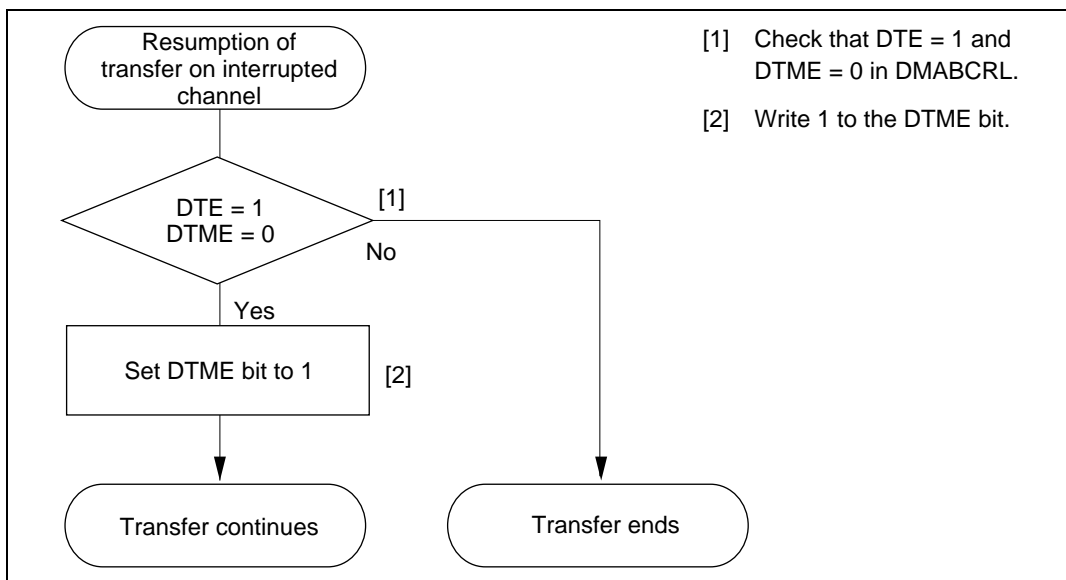 Resumption of
transfer on interrupted
channel
[1] Check that DTE = 1 and
DTME = 0 in DMABCRL.
[2] Write 1 to the DTME bit.
DTE = 1
DTME = 0
[1]
No
Yes
Set DTME bit to 1
[2]
Transfer continues
Transfer ends